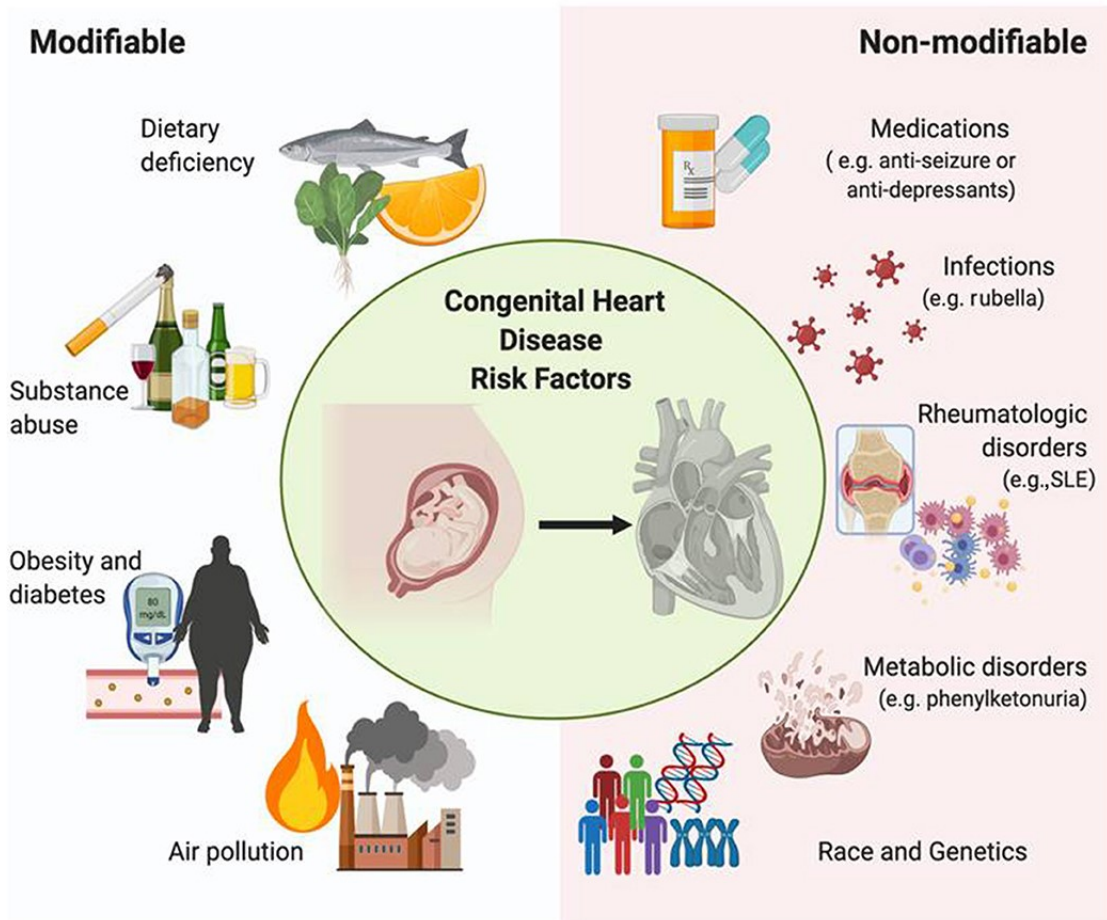 Modifiable
Non-modifiable
Dietary
deficiency
Medications
( e.g. anti-seizure or
anti-depressants)
Rx
Infections
(e.g. rubella)
Congenital Heart
Disease
Risk Factors
Substance
abuse
Rheumatologic
disorders
(e.g.,SLE)
Obesity and
diabetes
80
mg/dL
Metabolic disorders
(e.g. phenylketonuria)
Air pollution
Race and Genetics